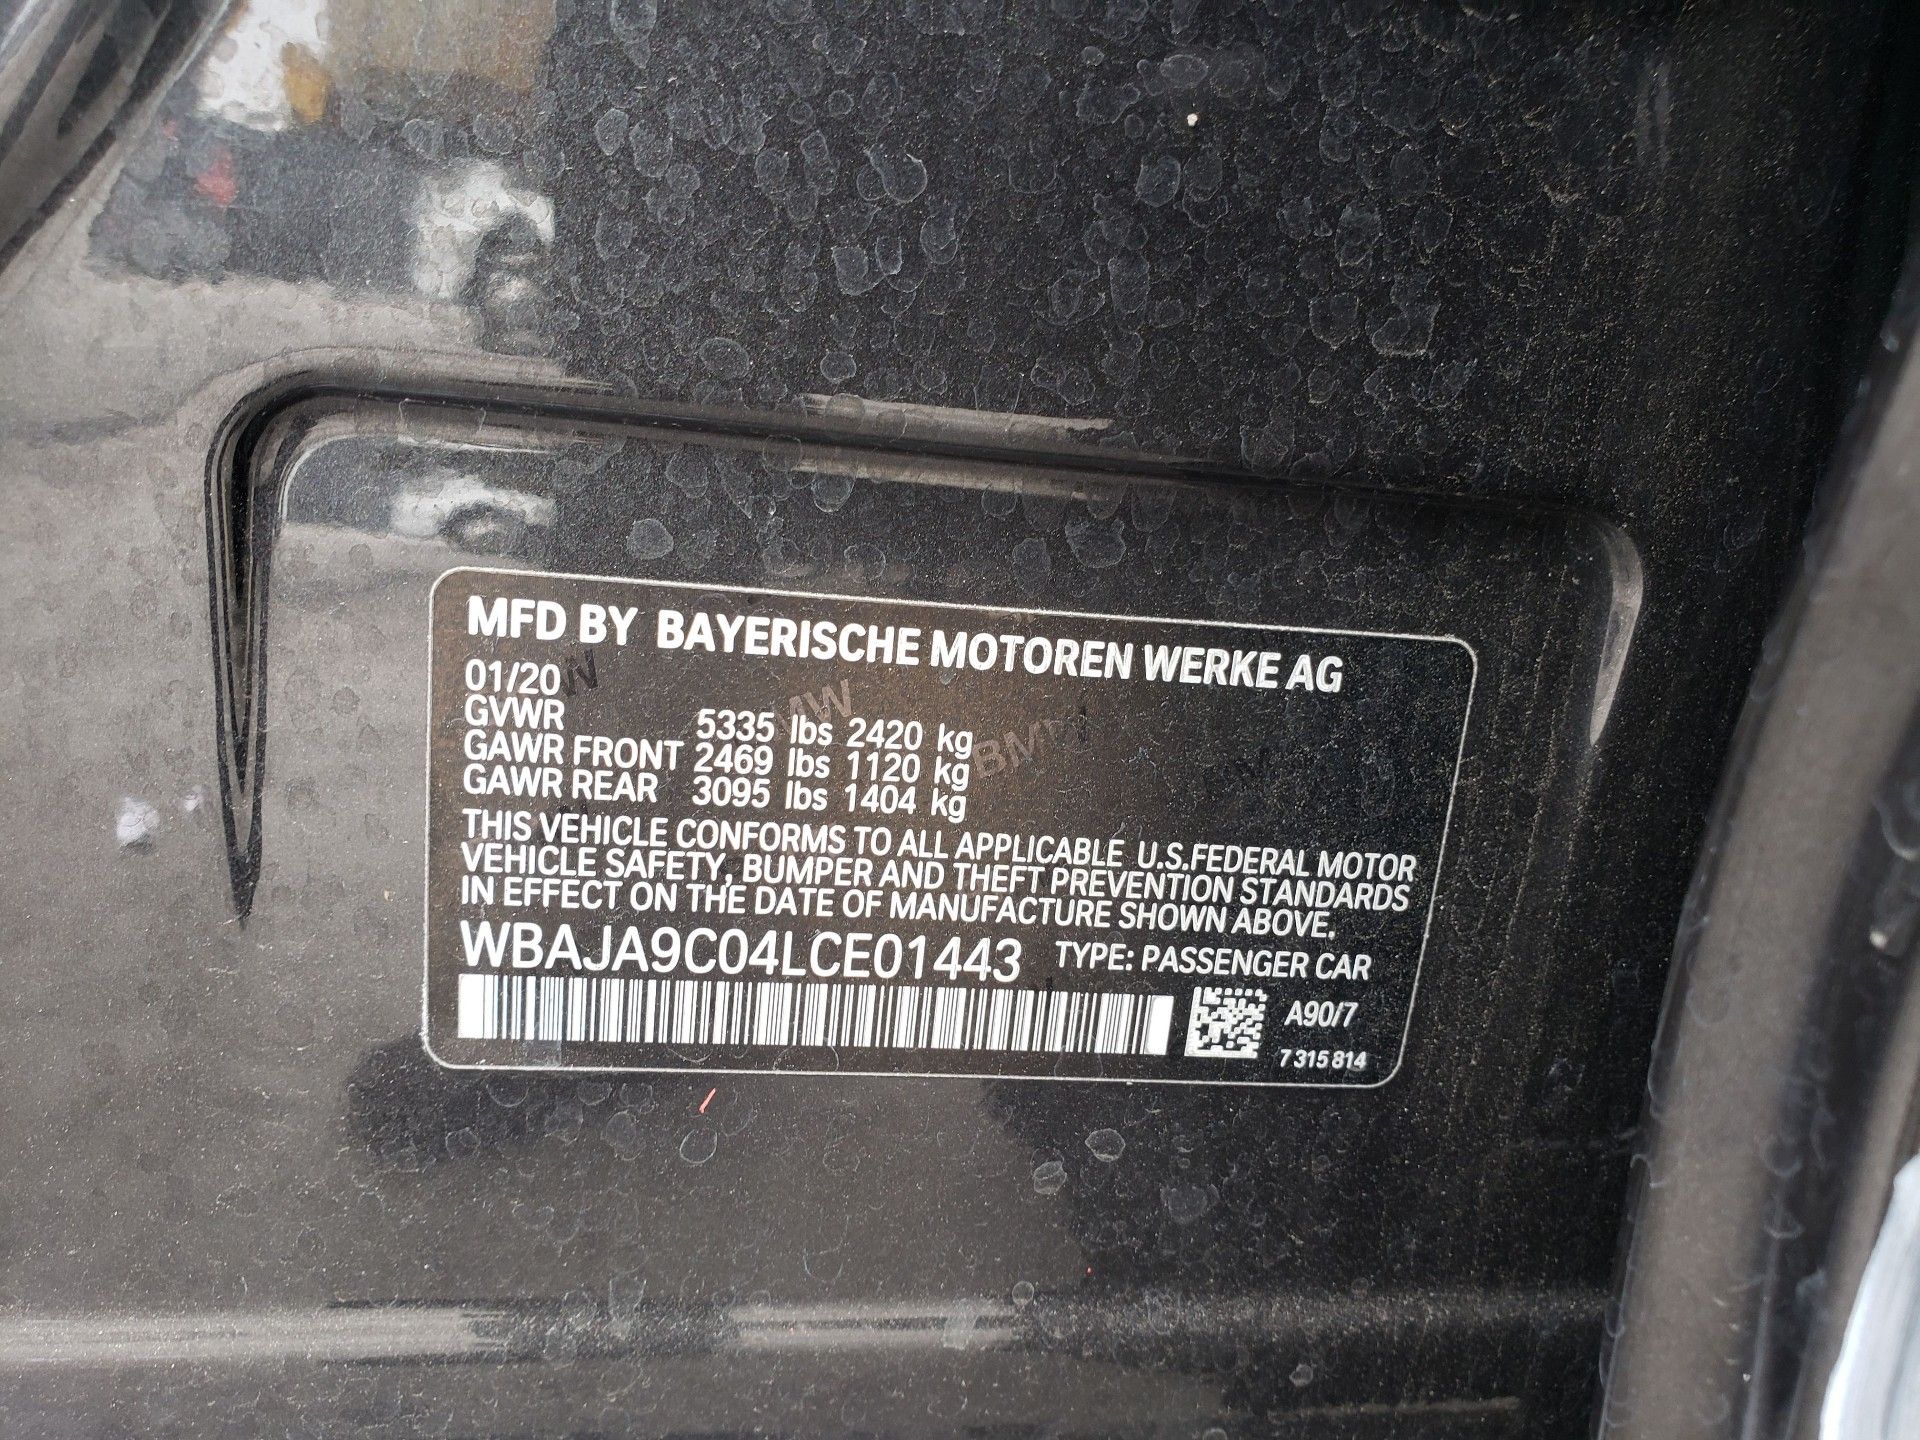 MFD BY BAYERISCHE MOTOREN WERKE AG
01/20
GVWR 5335 lbs 2420 kg
GAWR FRONT 2469 lbs 1120 kg
GAWR REAR 3095 lbs 1404 kg
THIS VEHICLE CONFORMS TO ALL APPLICABLE U.S.FEDERAL MOTOR
VEHICLE SAFETY, BUMPER AND THEFT PREVENTION STANDARDS
IN EFFECT ON THE DATE OF MANUFACTURE SHOWN ABOVE.
WBAJA9C04LCE01443 TYPE: PASSENGER CAR
A90/7
7 315 814